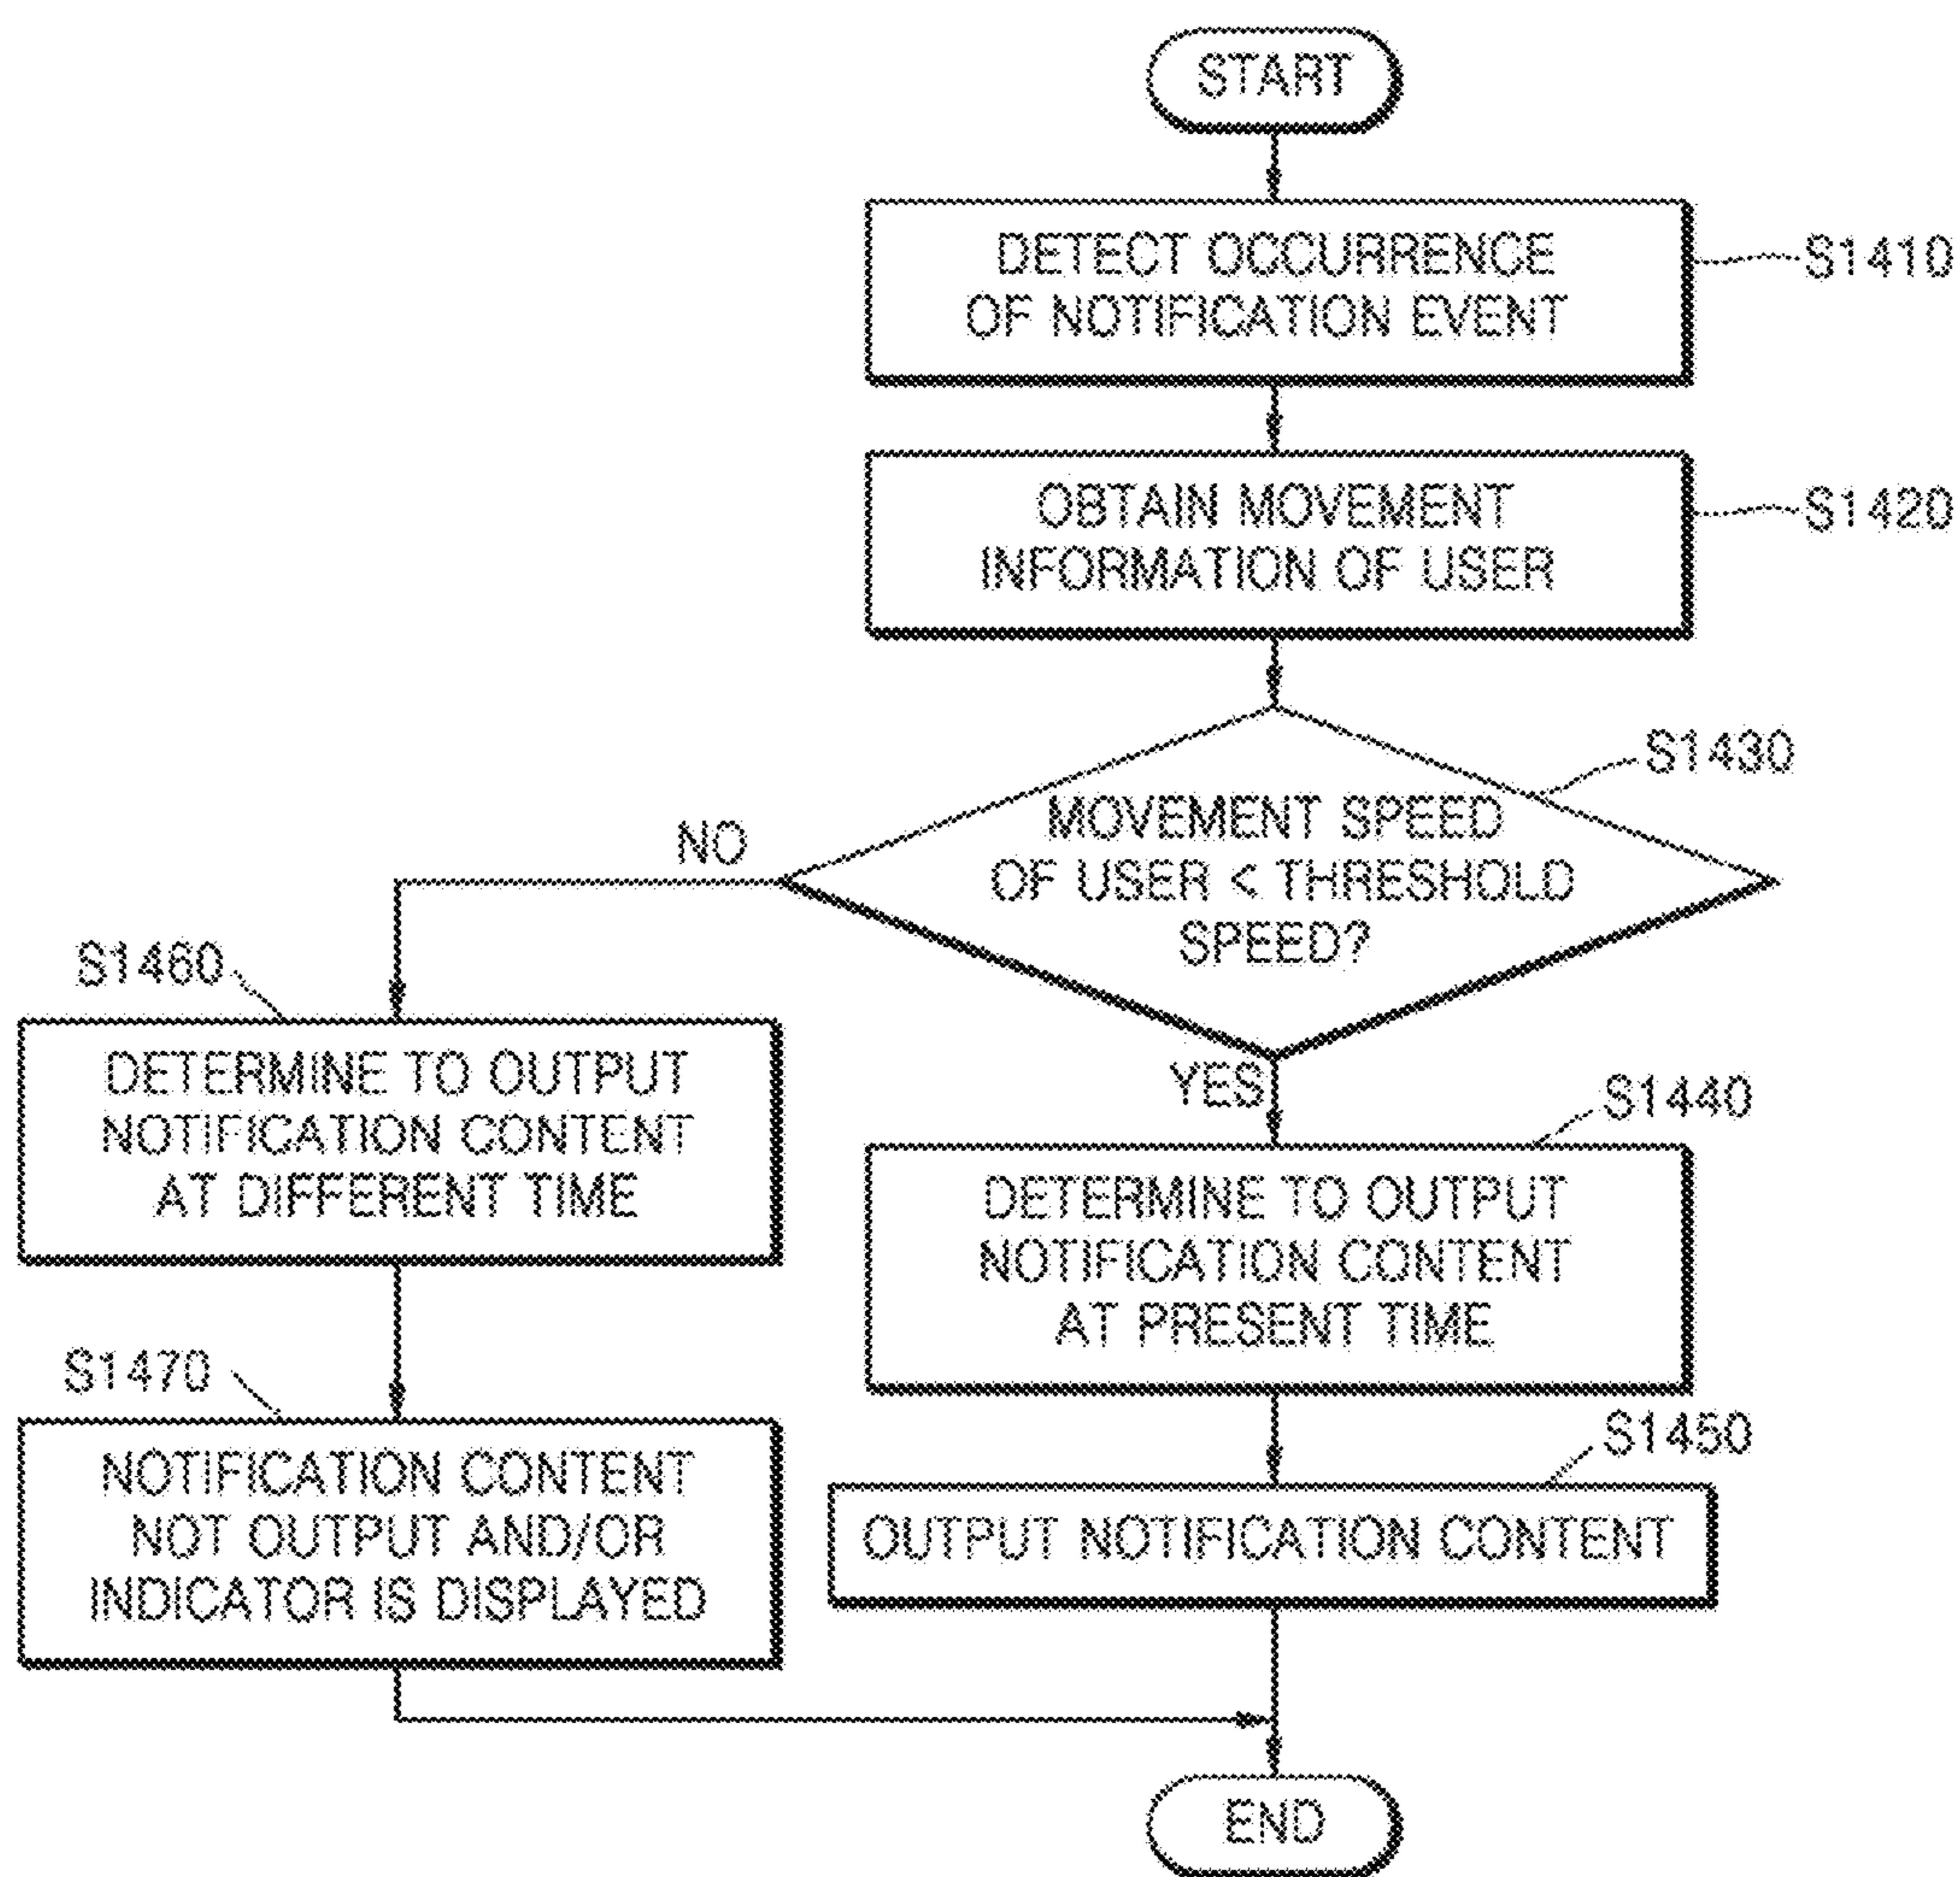 START
DETECT OCCURRENCE
OF NOTIFICATION EVENT
S1410
OBTAIN MOVEMENT
INFORMATION OF USER
S1420
S1430
MOVEMENT SPEED
OF USER < THRESHOLD
SPEED?
NO
YES
S1460
DETERMINE TO OUTPUT
NOTIFICATION CONTENT
AT DIFFERENT TIME
S1440
DETERMINE TO OUTPUT
NOTIFICATION CONTENT
AT PRESENT TIME
S1470
NOTIFICATION CONTENT
NOT OUTPUT AND/OR
INDICATOR IS DISPLAYED
S1450
OUTPUT NOTIFICATION CONTENT
END